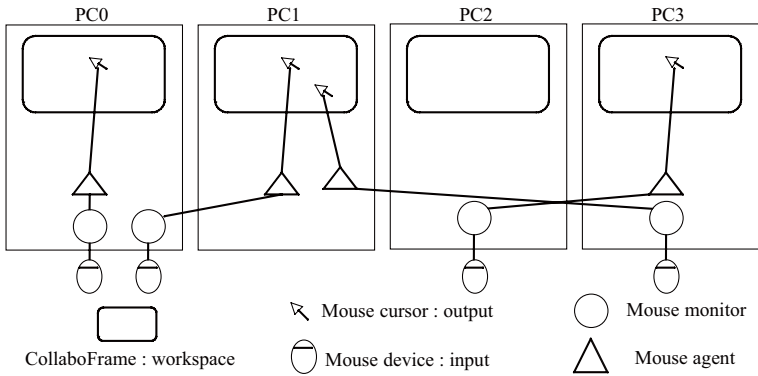 PC0 PC1 PC2 PC3
Mouse cursor : output
Mouse monitor
CollaboFrame : workspace
Mouse device : input
Mouse agent